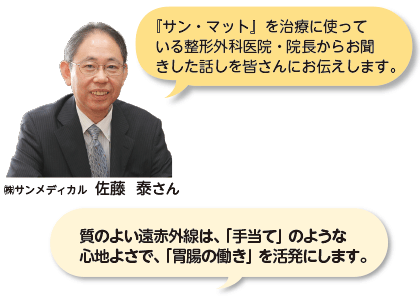 『サン・マット』を治療に使って
いる整形外科医院・院長からお聞
きした話しを皆さんにお伝えします。
㈱サンメディカル 佐藤 泰さん
質のよい遠赤外線は、「手当て」のような
心地よさで、「胃腸の働き」を活発にします。